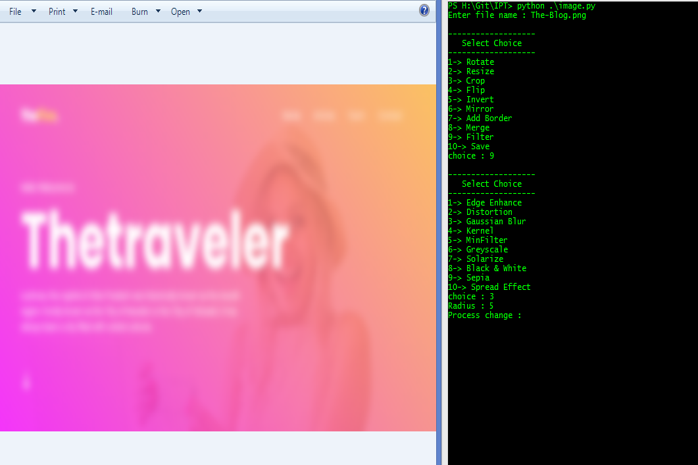 File Print E-mail Burn Open
Thetraveler
PS H:\Git\IPT> python .\image.py
Enter file name : The-Blog.png
-------------------
Select Choice
-------------------
1-> Rotate
2-> Resize
3-> Crop
4-> Flip
5-> Invert
6-> Mirror
7-> Add Border
8-> Merge
9-> Filter
10-> Save
choice : 9
-------------------
Select Choice
-------------------
1-> Edge Enhance
2-> Distortion
3-> Gaussian Blur
4-> Kernel
5-> MinFilter
6-> Greyscale
7-> Solarize
8-> Black & White
9-> Sepia
10-> Spread Effect
choice : 3
Radius : 5
Process change :